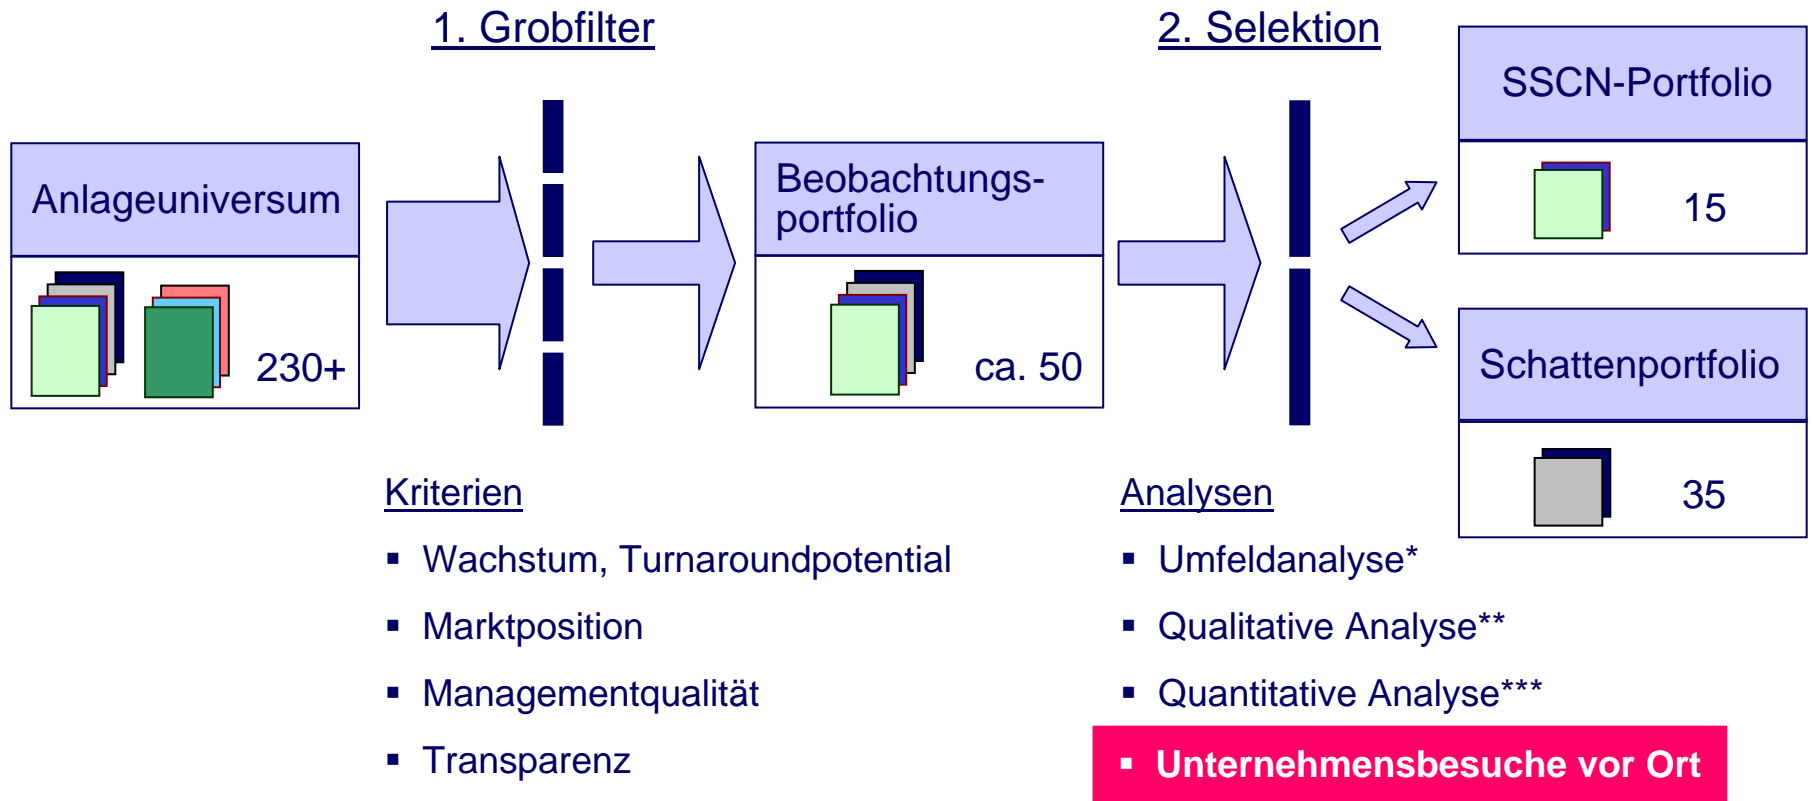 1. Grobfilter
2. Selektion
Anlageuniversum
230+
Beobachtungs-
portfolio
ca. 50
SSCN-Portfolio
15
Schattenportfolio
35
Kriterien
▪ Wachstum, Turnaroundpotential
▪ Marktposition
▪ Managementqualität
▪ Transparenz
Analysen
▪ Umfeldanalyse*
▪ Qualitative Analyse**
▪ Quantitative Analyse***
▪ Unternehmensbesuche vor Ort